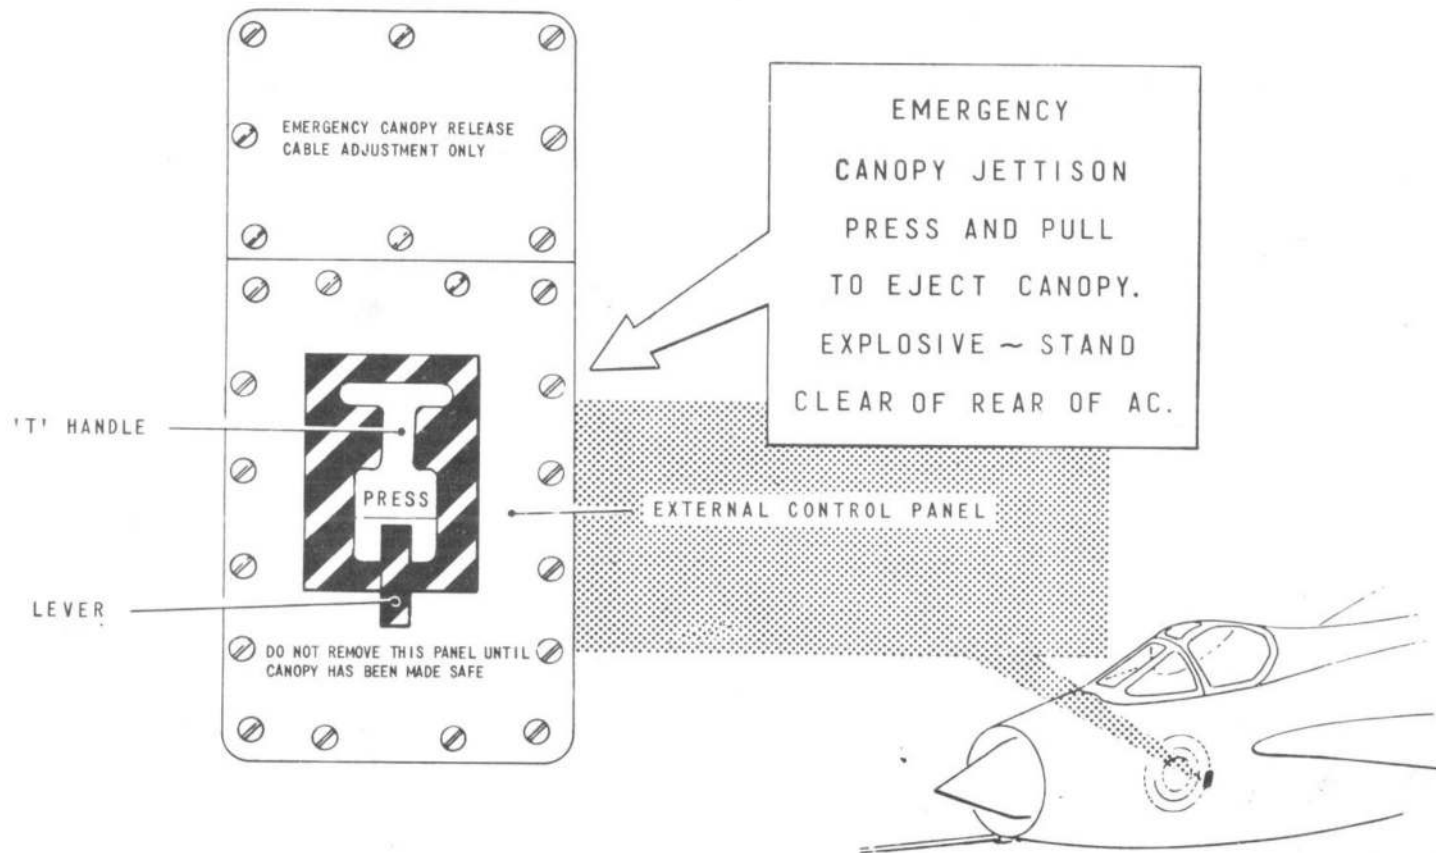 EMERGENCY CANOPY RELEASE
CABLE ADJUSTMENT ONLY
EMERGENCY
CANOPY JETTISON
PRESS AND PULL
TO EJECT CANOPY.
EXPLOSIVE ~ STAND
CLEAR OF REAR OF AC.
'T' HANDLE
PRESS
EXTERNAL CONTROL PANEL
LEVER
DO NOT REMOVE THIS PANEL UNTIL
CANOPY HAS BEEN MADE SAFE